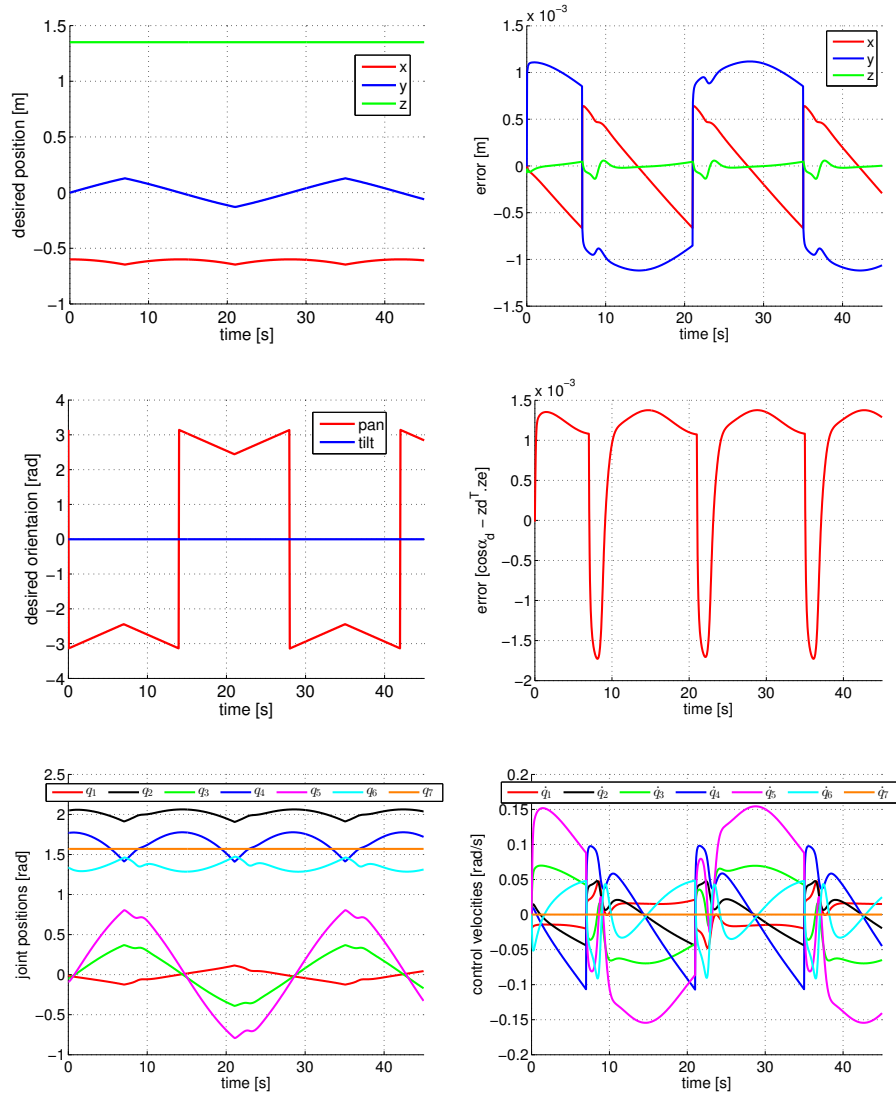 1.5
1
0.5
0
−0.5
−1
0 10 20 30 40
time [s]
desired position [m]
x
y
z
x 10⁻³
1.5
1
0.5
0
−0.5
−1
−1.5
0 10 20 30 40
time [s]
error [m]
x
y
z
4
3
2
1
0
−1
−2
−3
−4
0 10 20 30 40
time [s]
desired orientaion [rad]
pan
tilt
x 10⁻³
1.5
1
0.5
0
−0.5
−1
−1.5
−2
0 10 20 30 40
time [s]
error [cosα_d − zd^T.ze]
2.5
2
1.5
1
0.5
0
−0.5
−1
0 10 20 30 40
time [s]
joint positions [rad]
q₁ q₂ q₃ q₄ q₅ q₆ q₇
0.2
0.15
0.1
0.05
0
−0.05
−0.1
−0.15
−0.2
0 10 20 30 40
time [s]
control velocities [rad/s]
q̇₁ q̇₂ q̇₃ q̇₄ q̇₅ q̇₆ q̇₇